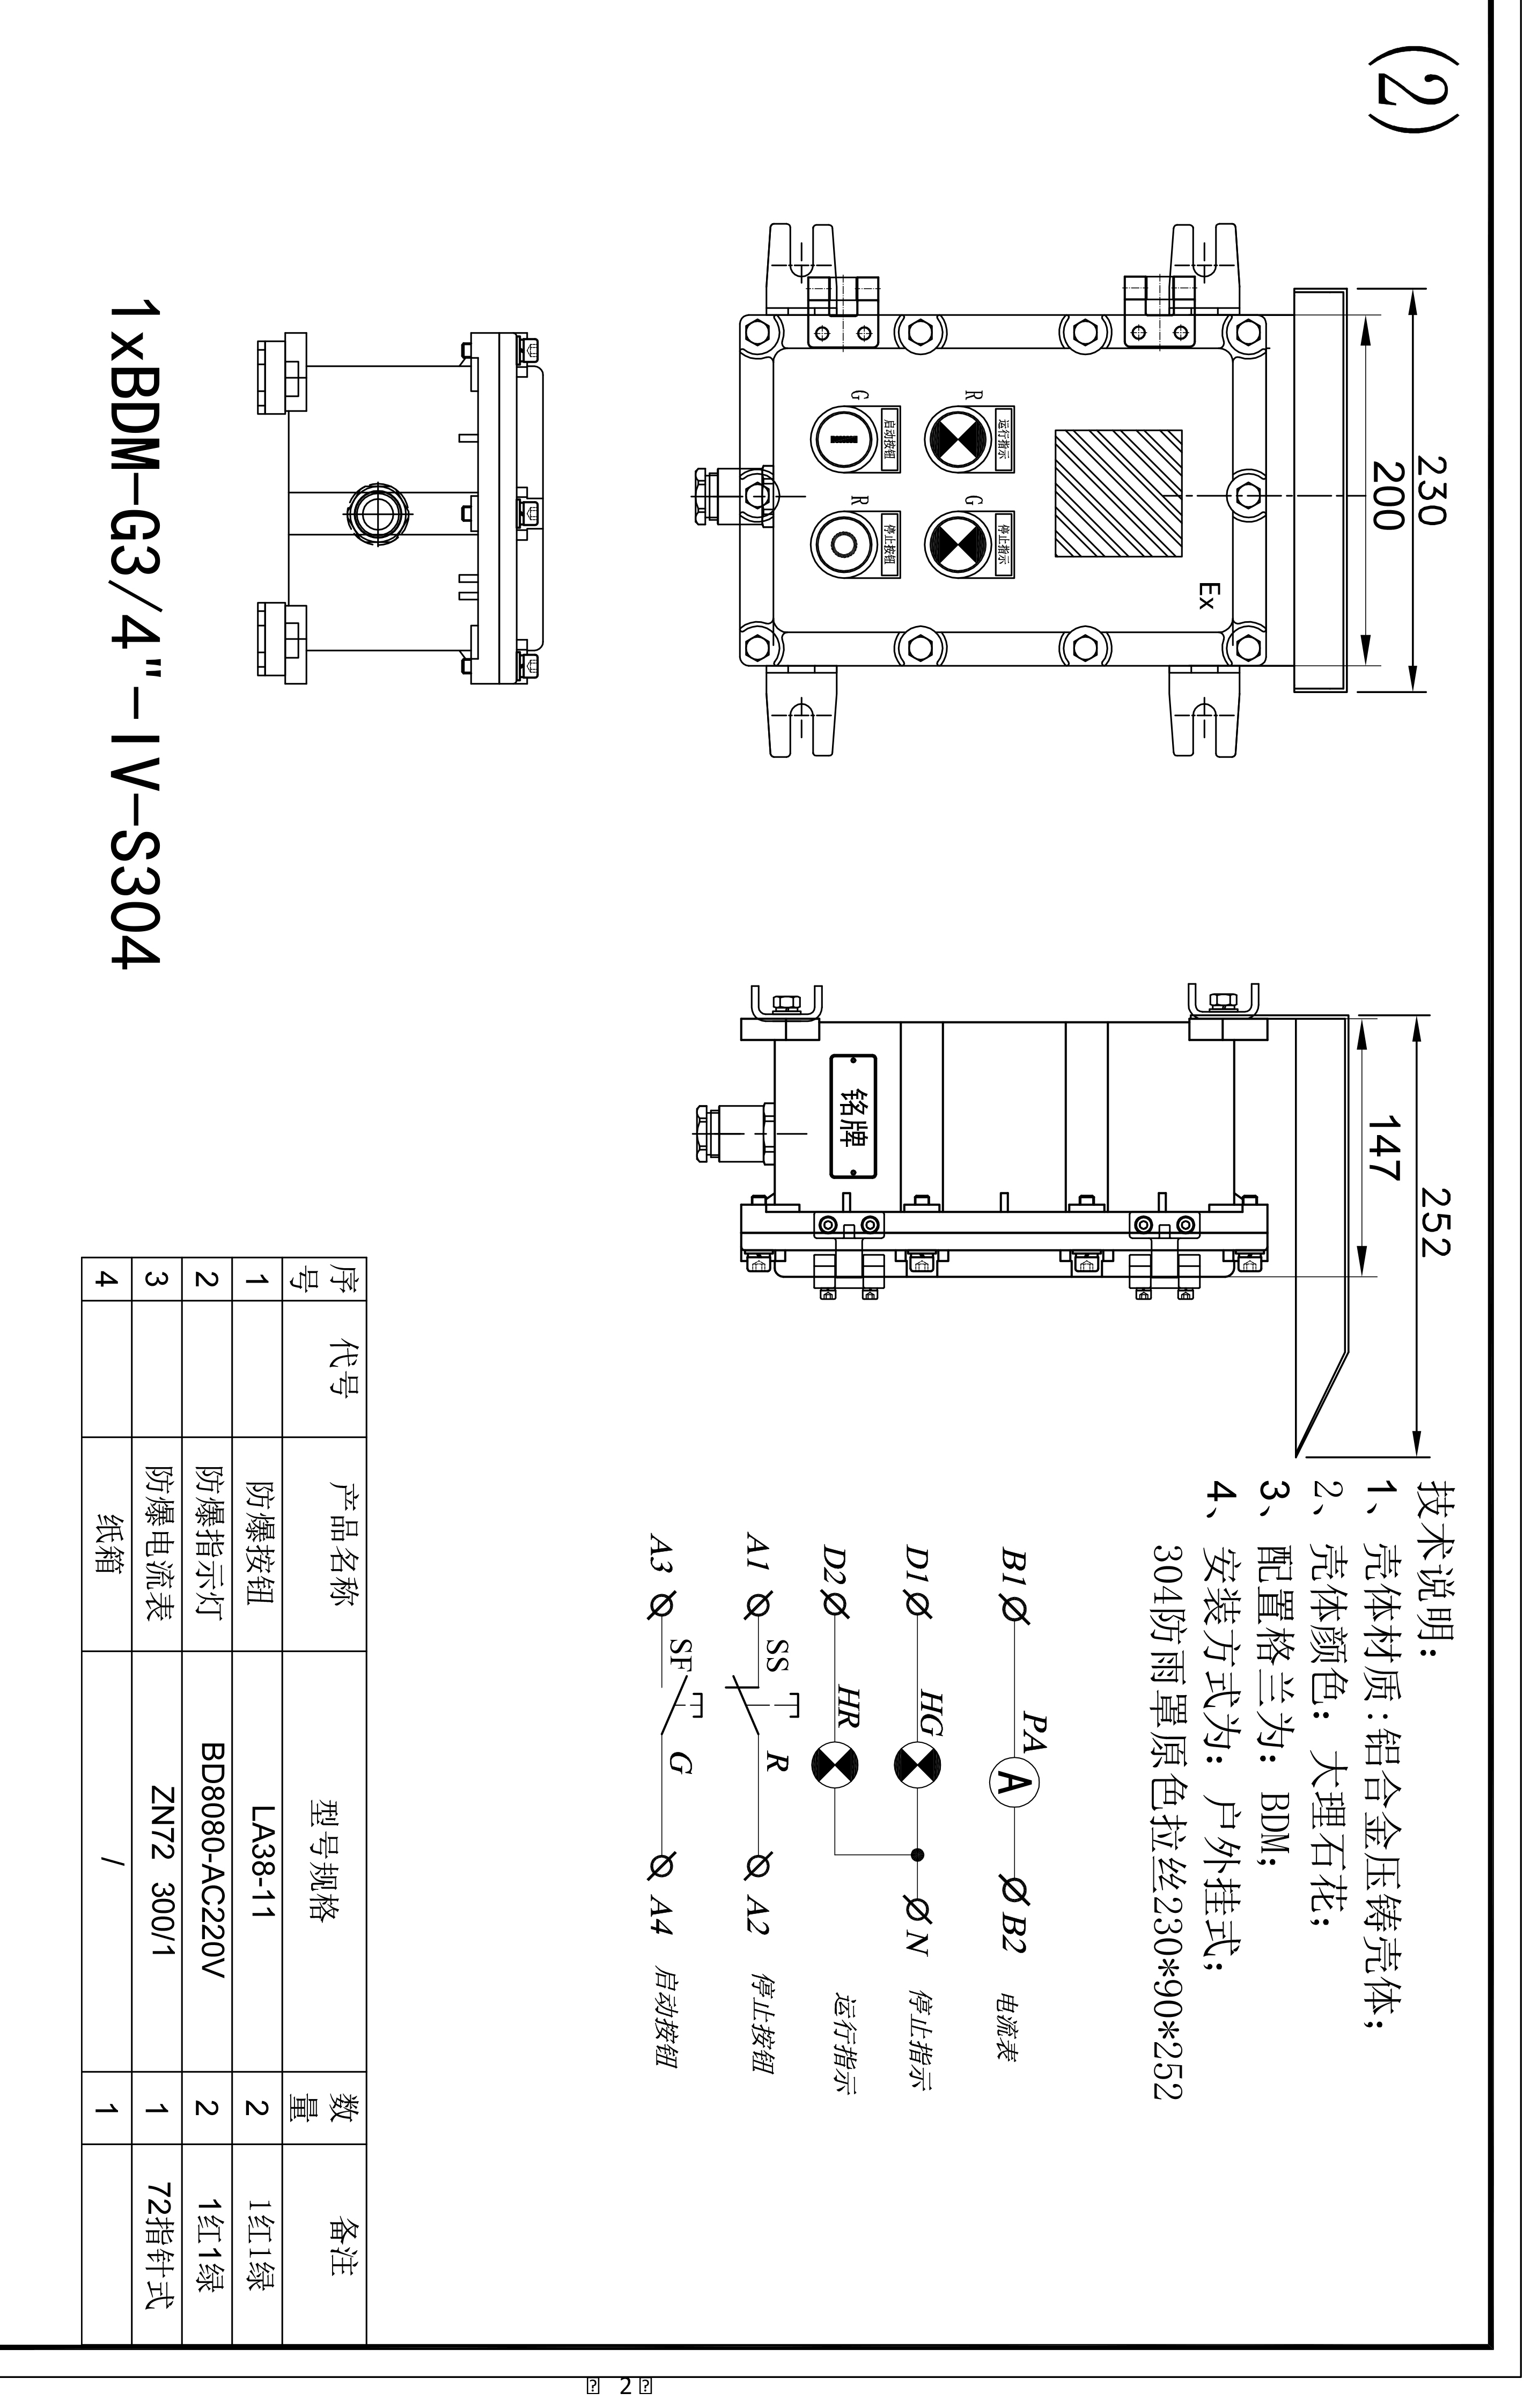 (2)
230
200
Ex
R
运行指示
G
停止指示
G
启动按钮
R
停止按钮
1xBDM-G3/4"-IV-S304
252
147
铭牌
技术说明:
1、壳体材质:铝合金压铸壳体;
2、壳体颜色: 大理石花;
3、配置格兰为: BDM;
4、安装方式为: 户外挂式;
304防雨罩原色拉丝230*90*252
B1 PA A B2 电流表
D1 HG N 停止指示
D2 HR 运行指示
A1 SS R A2 停止按钮
A3 SF G A4 启动按钮
序号 代号 产品名称 型号规格 数量 备注
1 防爆按钮 LA38-11 2 1红1绿
2 防爆指示灯 BD8080-AC220V 2 1红1绿
3 防爆电流表 ZN72 300/1 1 72指针式
4 纸箱 / 1
2